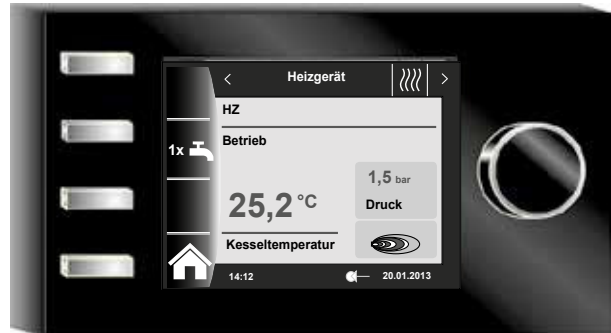 < Heizgerät >
HZ
1x
Betrieb
1,5 bar
25,2 °C
Druck
Kesseltemperatur
14:12 20.01.2013